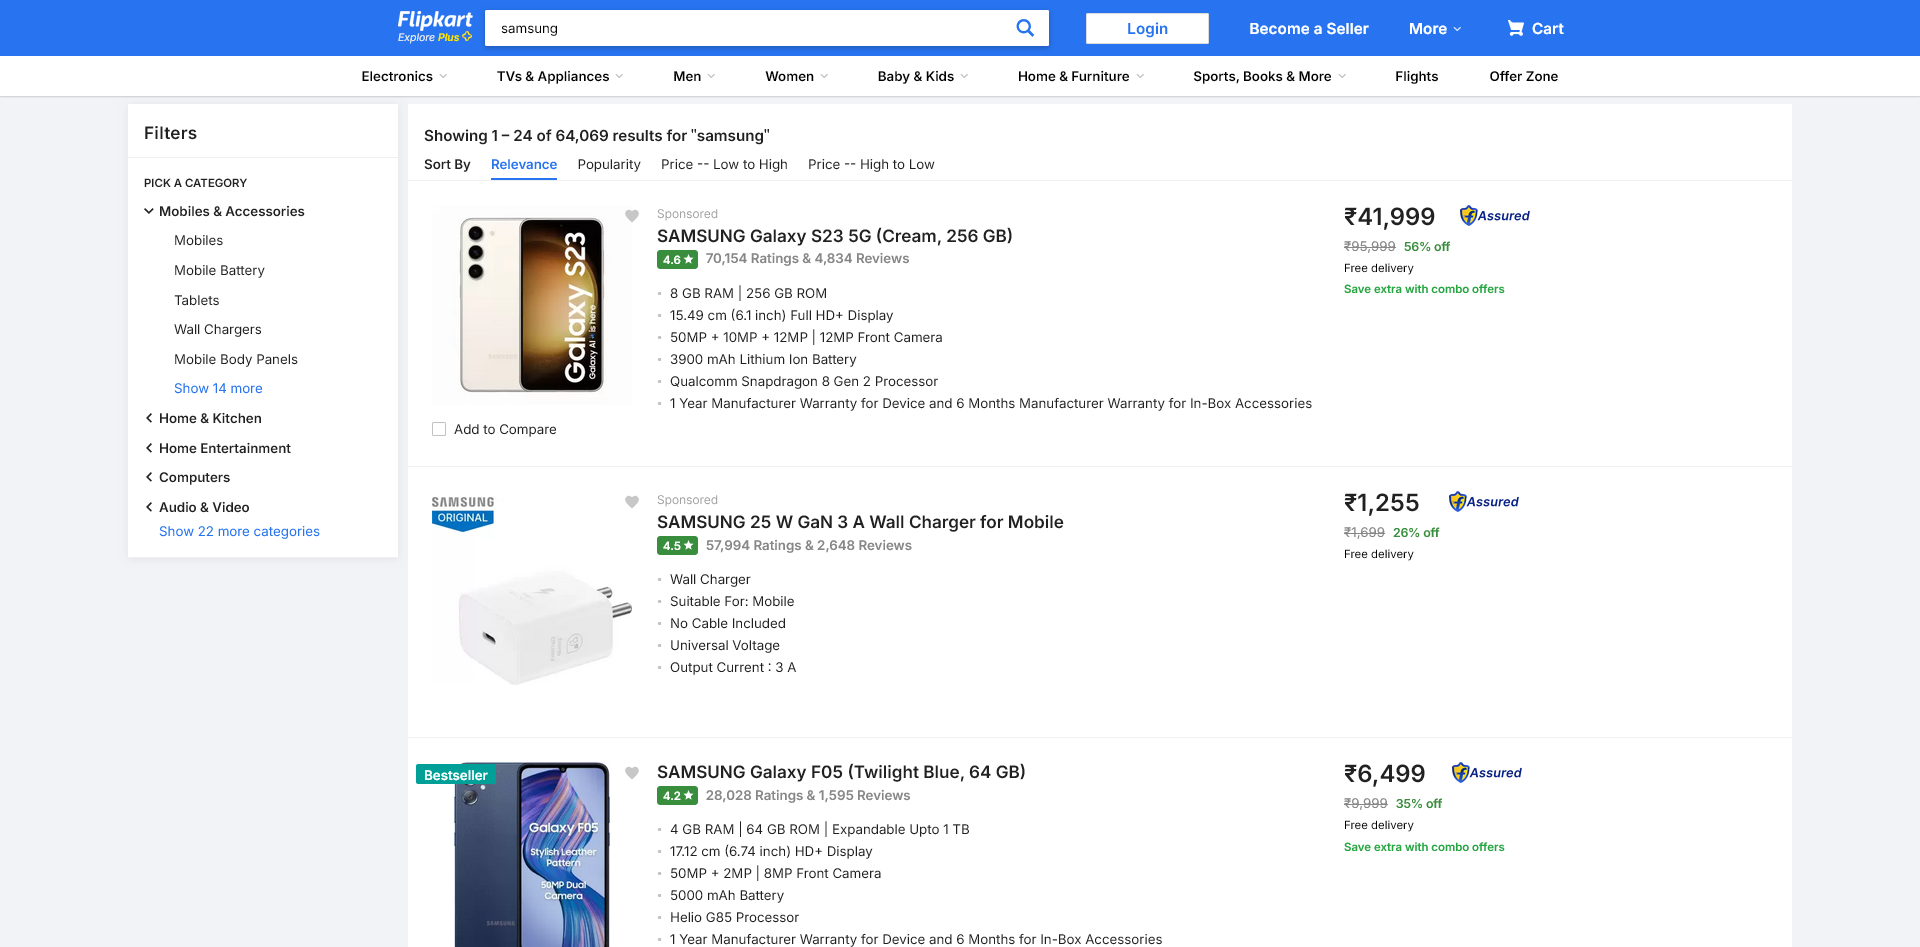 Flipkart
Explore Plus
samsung
Login
Become a Seller
More
Cart
Electronics
TVs & Appliances
Men
Women
Baby & Kids
Home & Furniture
Sports, Books & More
Flights
Offer Zone
Filters
PICK A CATEGORY
Mobiles & Accessories
Mobiles
Mobile Battery
Tablets
Wall Chargers
Mobile Body Panels
Show 14 more
Home & Kitchen
Home Entertainment
Computers
Audio & Video
Show 22 more categories
Showing 1 – 24 of 64,069 results for "samsung"
Sort By
Relevance
Popularity
Price -- Low to High
Price -- High to Low
Galaxy S23
Galaxy AI is here
SAMSUNG
Add to Compare
Sponsored
SAMSUNG Galaxy S23 5G (Cream, 256 GB)
4.6★ 70,154 Ratings & 4,834 Reviews
8 GB RAM | 256 GB ROM
15.49 cm (6.1 inch) Full HD+ Display
50MP + 10MP + 12MP | 12MP Front Camera
3900 mAh Lithium Ion Battery
Qualcomm Snapdragon 8 Gen 2 Processor
1 Year Manufacturer Warranty for Device and 6 Months Manufacturer Warranty for In-Box Accessories
₹41,999
Assured
₹95,999 56% off
Free delivery
Save extra with combo offers
SAMSUNG
ORIGINAL
Sponsored
SAMSUNG 25 W GaN 3 A Wall Charger for Mobile
4.5★ 57,994 Ratings & 2,648 Reviews
Wall Charger
Suitable For: Mobile
No Cable Included
Universal Voltage
Output Current : 3 A
₹1,255
Assured
₹1,699 26% off
Free delivery
Bestseller
Galaxy F05
Stylish Leather
Pattern
50MP Dual
Camera
SAMSUNG
SAMSUNG Galaxy F05 (Twilight Blue, 64 GB)
4.2★ 28,028 Ratings & 1,595 Reviews
4 GB RAM | 64 GB ROM | Expandable Upto 1 TB
17.12 cm (6.74 inch) HD+ Display
50MP + 2MP | 8MP Front Camera
5000 mAh Battery
Helio G85 Processor
1 Year Manufacturer Warranty for Device and 6 Months for In-Box Accessories
₹6,499
Assured
₹9,999 35% off
Free delivery
Save extra with combo offers